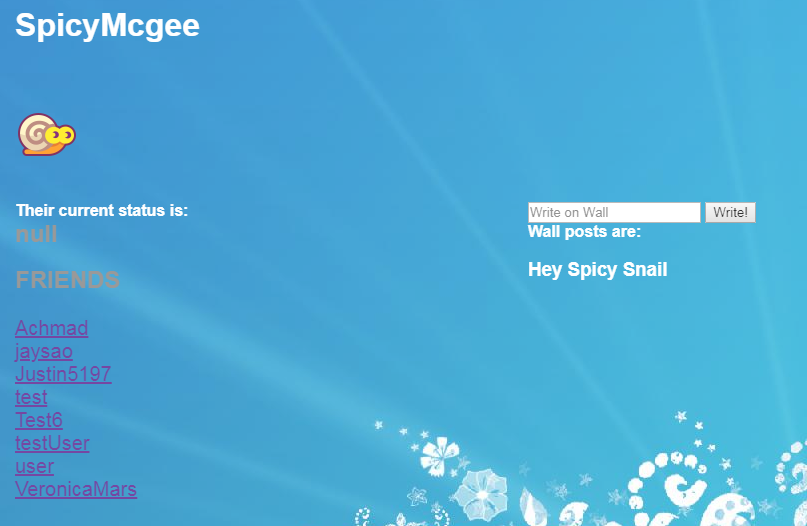 SpicyMcgee
Their current status is:
null
FRIENDS
Achmad
jaysao
Justin5197
test
Test6
testUser
user
VeronicaMars
Write on Wall
Write!
Wall posts are:
Hey Spicy Snail